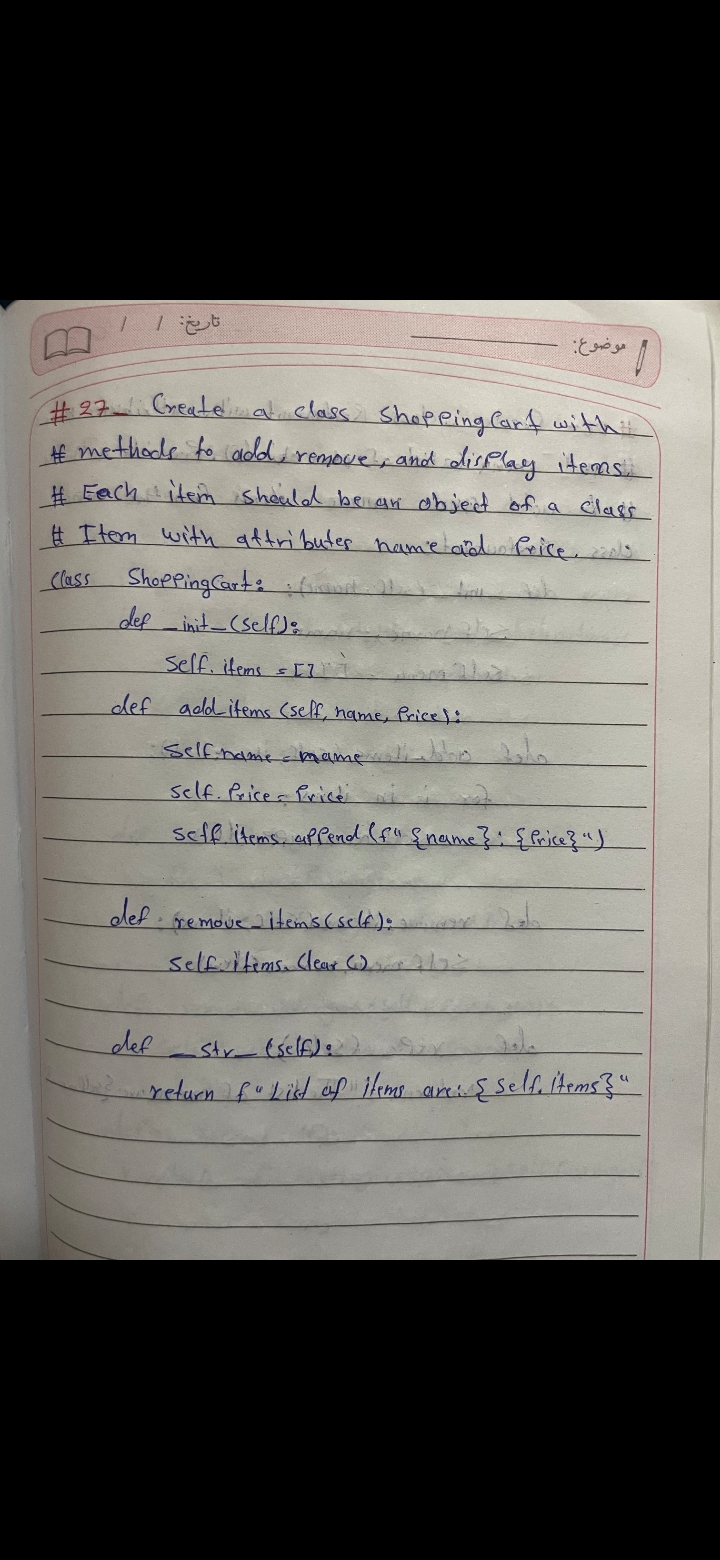 تاريخ: / /
موضوع:
# 27_ Create a class ShoppingCart with
# methods to add, remove, and display items.
# Each item should be an object of a class
# Item with attributes name and Price.
class ShoppingCart:
def _init_(self):
self.items = []
def add_items (self, name, Price):
self.name = name
self.Price = Price
self.items.append(f"{name}: {Price}")
def remove_items(self):
self.items.clear()
def __str__(self):
return f"List of items are: {self.items}"